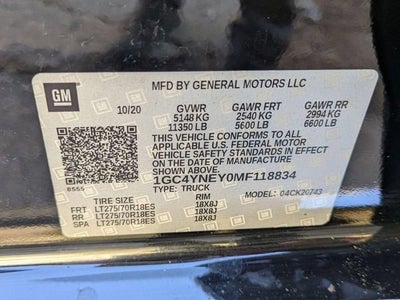 GM
MFD BY GENERAL MOTORS LLC
10/20 GVWR GAWR FRT GAWR RR
5148 KG 2540 KG 2994 KG
11350 LB 5600 LB 6600 LB
THIS VEHICLE CONFORMS TO ALL
APPLICABLE U.S. FEDERAL MOTOR
VEHICLE SAFETY STANDARDS IN
EFFECT ON THE DATE OF MANUFACTURE
SHOWN ABOVE.
1GC4YNEY0MF118834
8555 TYPE: TRUCK MODEL: 04CK20743
TIRE SIZE RIM
FRT LT275/70R18ES 18X8J
RR LT275/70R18ES 18X8J
SPA LT275/70R18ES 18X8J